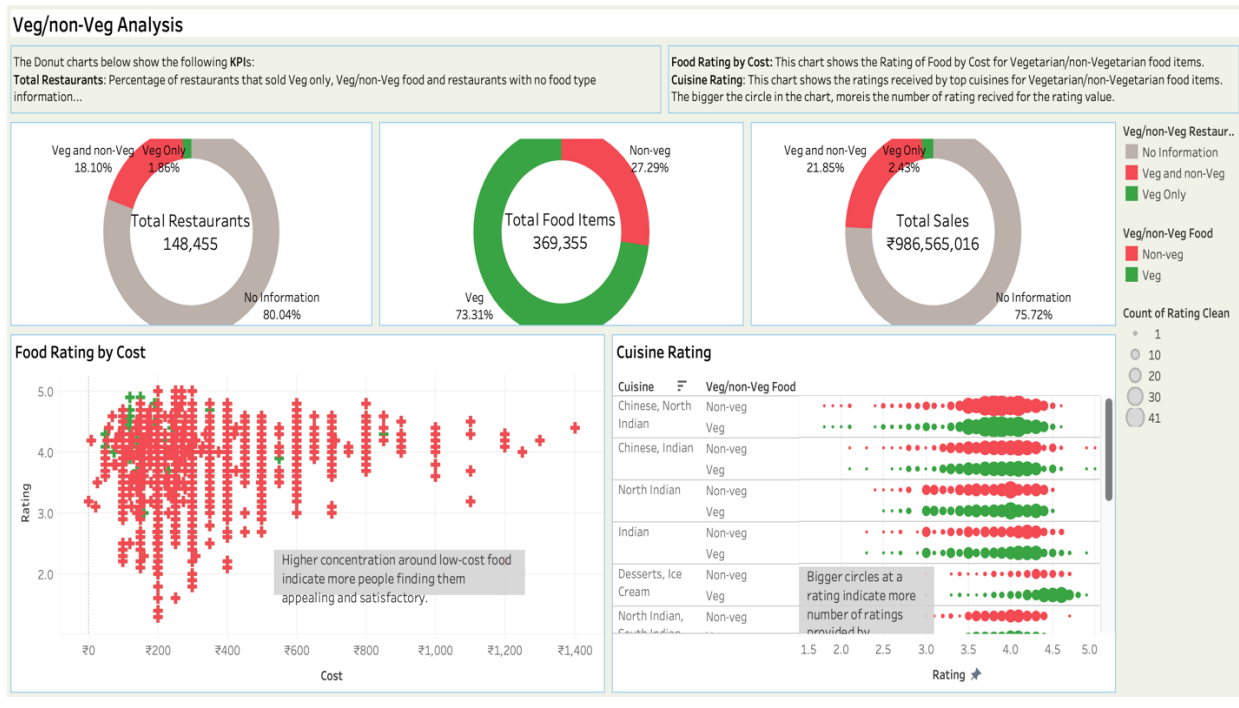 Veg/non-Veg Analysis
The Donut charts below show the following KPIs:
Total Restaurants: Percentage of restaurants that sold Veg only, Veg/non-Veg food and restaurants with no food type
information...
Food Rating by Cost: This chart shows the Rating of Food by Cost for Vegetarian/non-Vegetarian food items.
Cuisine Rating: This chart shows the ratings received by top cuisines for Vegetarian/non-Vegetarian food items.
The bigger the circle in the chart, moreis the number of rating recived for the rating value.
Veg and non-Veg
18.10%
Veg Only
1.86%
Total Restaurants
148,455
No Information
80.04%
Non-veg
27.29%
Total Food Items
369,355
Veg
73.31%
Veg and non-Veg
21.85%
Veg Only
2.43%
Total Sales
₹986,565,016
No Information
75.72%
Veg/non-Veg Restaur..
No Information
Veg and non-Veg
Veg Only
Veg/non-Veg Food
Non-veg
Veg
Count of Rating Clean
1
10
20
30
41
Food Rating by Cost
Rating
5.0
4.0
3.0
2.0
Higher concentration around low-cost food
indicate more people finding them
appealing and satisfactory.
₹0 ₹200 ₹400 ₹600 ₹800 ₹1,000 ₹1,200 ₹1,400
Cost
Cuisine Rating
Cuisine Veg/non-Veg Food
Chinese, North
Indian
Non-veg
Veg
Chinese, Indian Non-veg
Veg
North Indian Non-veg
Veg
Indian Non-veg
Veg
Desserts, Ice
Cream
Non-veg
Veg
North Indian,
South Indian
Non-veg
Bigger circles at a
rating indicate more
number of ratings
provided by
1.5 2.0 2.5 3.0 3.5 4.0 4.5 5.0
Rating